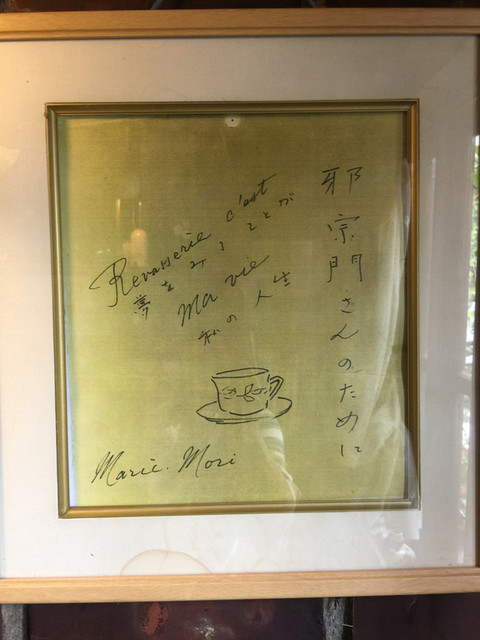 邪宗門さんのために
Revasserie c'est
夢をみることが
Ma vie
私の人生
Marie. Mori